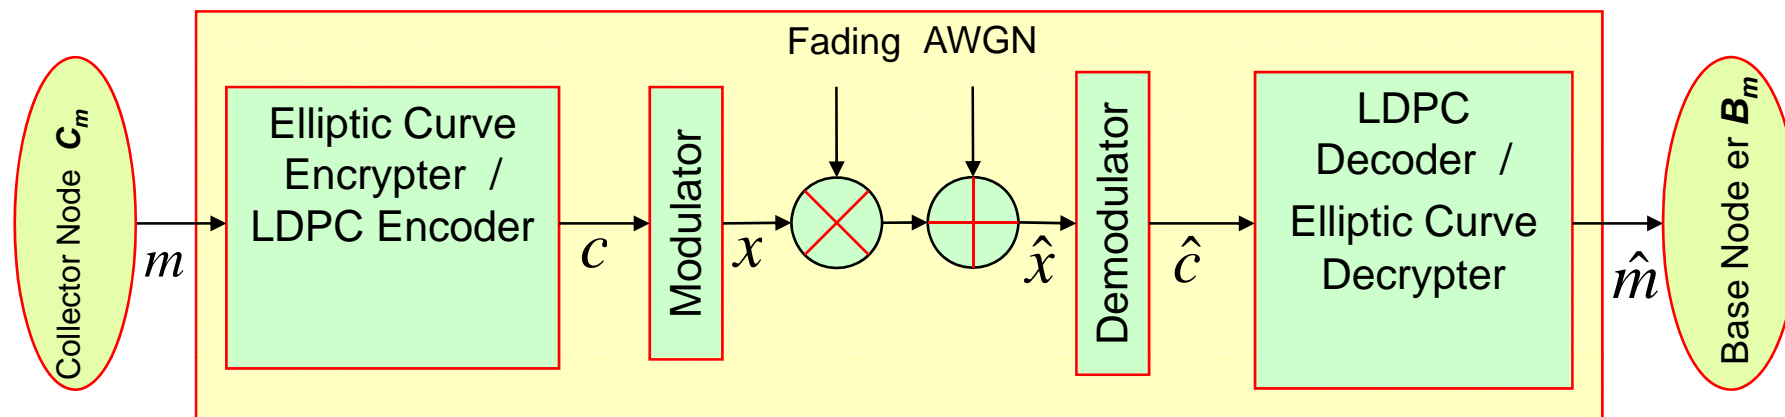 Fading AWGN
Collector Node C_m
m
Elliptic Curve
Encrypter /
LDPC Encoder
c
Modulator
x
x̂
Demodulator
ĉ
LDPC
Decoder /
Elliptic Curve
Decrypter
m̂
Base Node er B_m